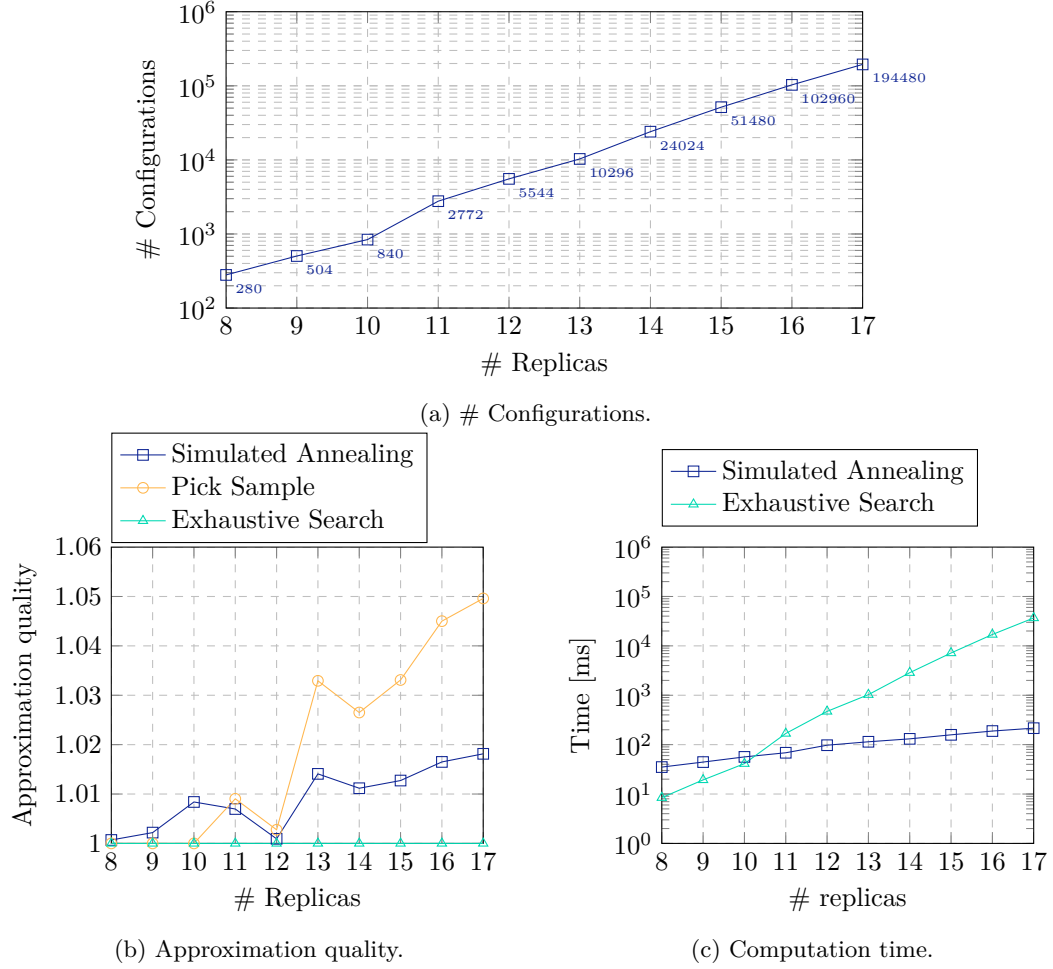 10^6
10^5
10^4
10^3
10^2
# Configurations
280
504
840
2772
5544
10296
24024
51480
102960
194480
8 9 10 11 12 13 14 15 16 17
# Replicas
(a) # Configurations.
Simulated Annealing
Pick Sample
Exhaustive Search
1.06
1.05
1.04
1.03
1.02
1.01
1
Approximation quality
8 9 10 11 12 13 14 15 16 17
# Replicas
(b) Approximation quality.
Simulated Annealing
Exhaustive Search
10^6
10^5
10^4
10^3
10^2
10^1
10^0
Time [ms]
8 9 10 11 12 13 14 15 16 17
# replicas
(c) Computation time.